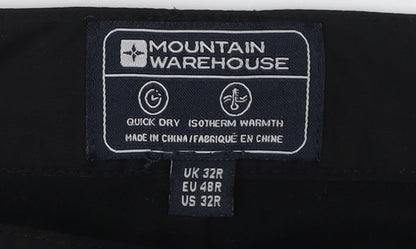 MOUNTAIN
WAREHOUSE
QUICK DRY ISOTHERM WARMTH
MADE IN CHINA/FABRIQUÉ EN CHINE
UK 32R
EU 48R
US 32R